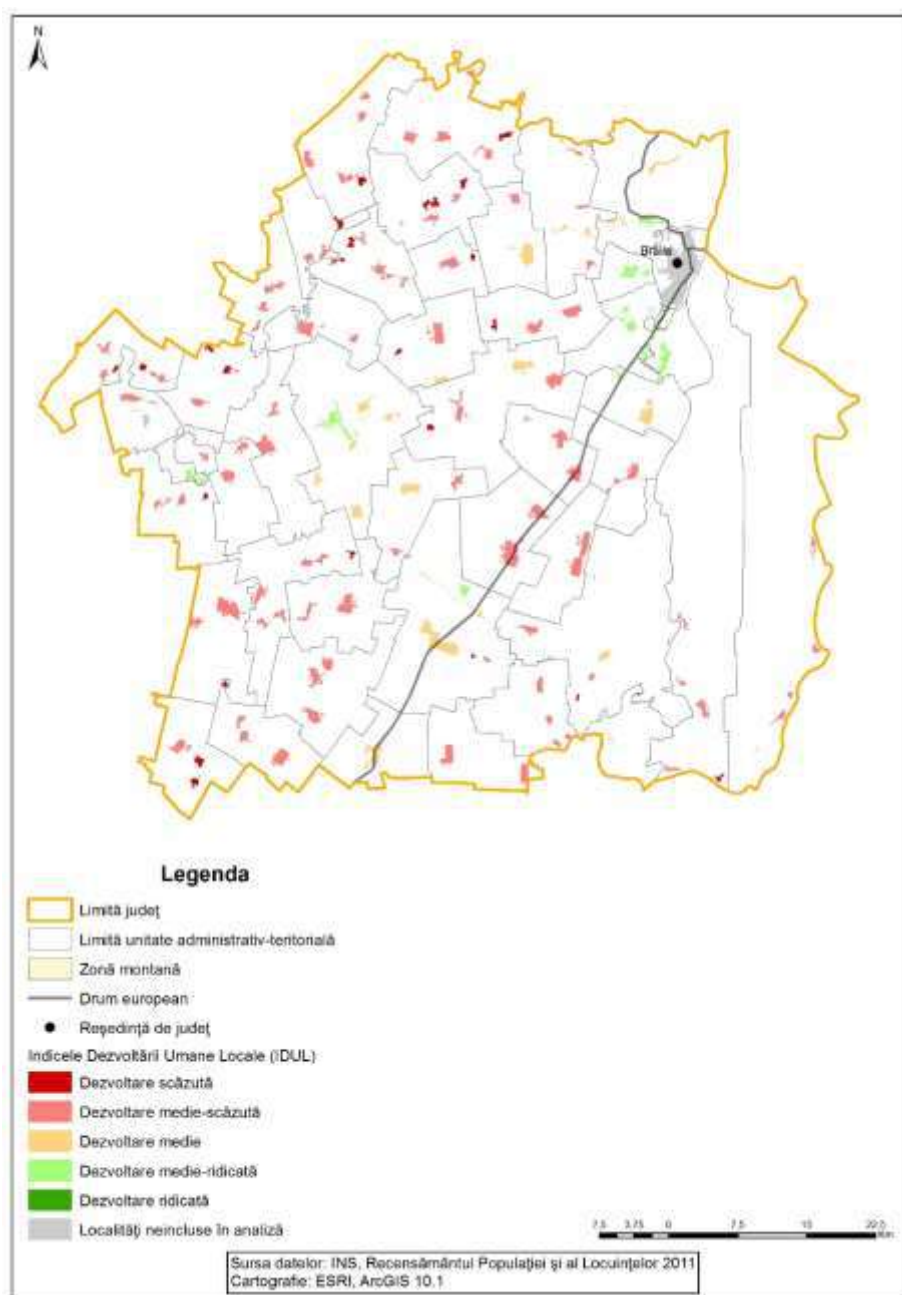 N
Brăila
Legenda
Limită județ
Limită unitate administrativ-teritorială
Zonă montană
Drum european
Reședință de județ
Indicele Dezvoltării Umane Locale (IDUL)
Dezvoltare scăzută
Dezvoltare medie-scăzută
Dezvoltare medie
Dezvoltare medie-ridicată
Dezvoltare ridicată
Localități neincluse în analiză
7,5 3,75 0 7,5 15 22,5
Km
Sursa datelor: INS, Recensământul Populației și al Locuințelor 2011
Cartografie: ESRI, ArcGIS 10.1